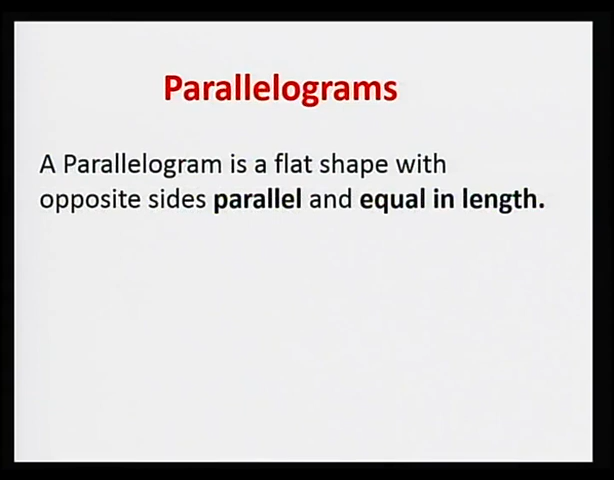 Parallelograms
A Parallelogram is a flat shape with
opposite sides parallel and equal in length.